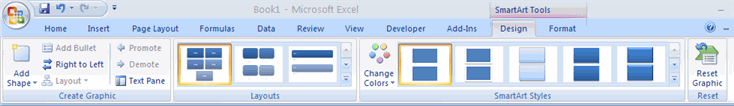 Book1 - Microsoft Excel
SmartArt Tools
Home Insert Page Layout Formulas Data Review View Developer Add-Ins Design Format
Add Shape
Add Bullet
Right to Left
Layout
Promote
Demote
Text Pane
Create Graphic
Layouts
Change Colors
SmartArt Styles
Reset Graphic
Reset